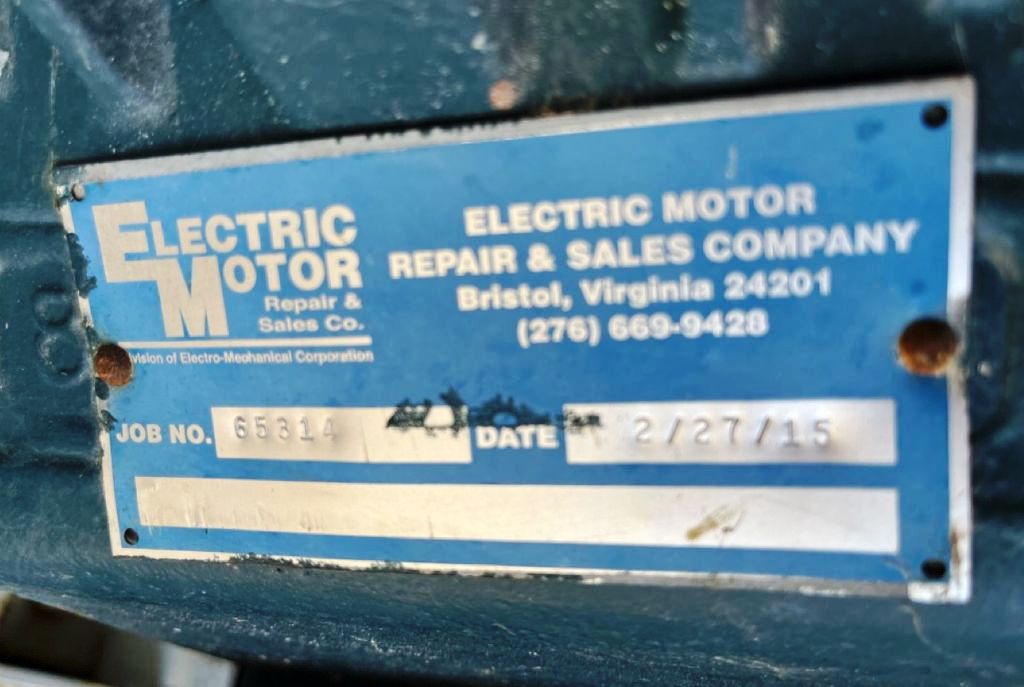 ELECTRIC
MOTOR
Repair &
Sales Co.
of Electro-Mechanical Corporation
ELECTRIC MOTOR
REPAIR & SALES COMPANY
Bristol, Virginia 24201
(276) 669-9428
JOB NO. 65314 DATE 2/27/15